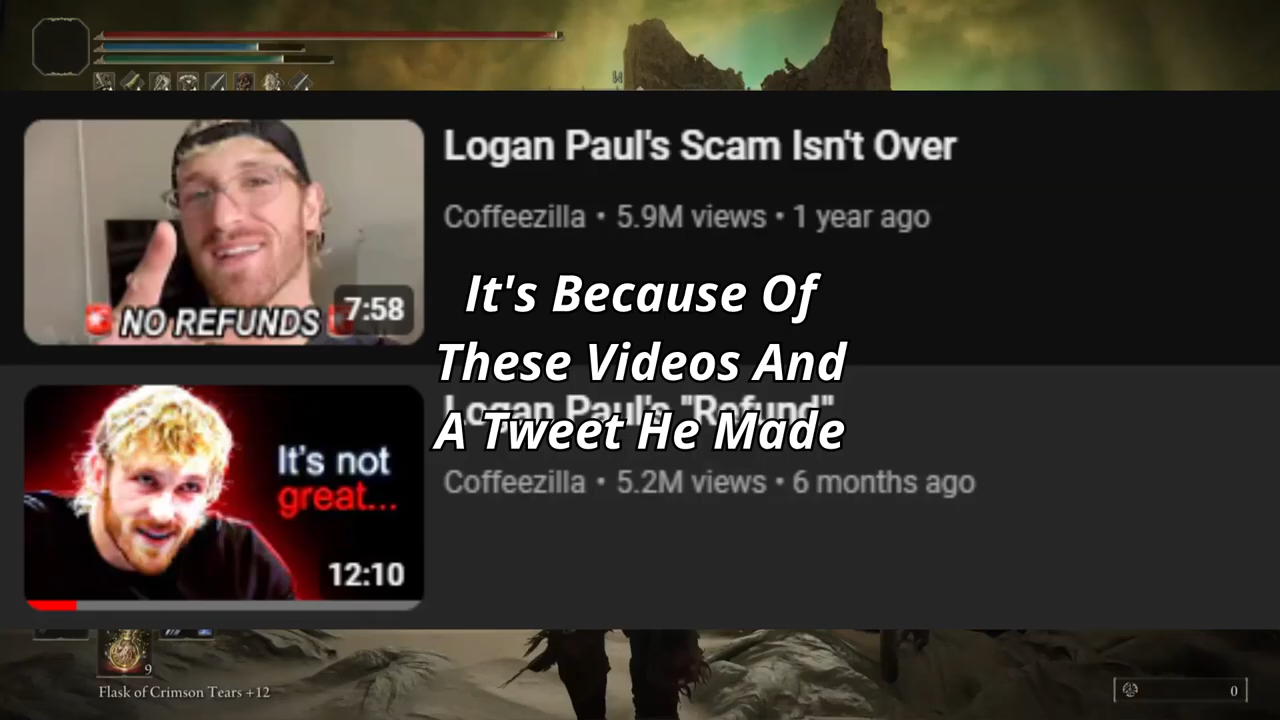 Logan Paul's Scam Isn't Over
Coffeezilla • 5.9M views • 1 year ago
NO REFUNDS
7:58
It's Because Of
These Videos And
A Tweet He Made
Logan Paul's "Refund"
Coffeezilla • 5.2M views • 6 months ago
It's not
great...
12:10
9
Flask of Crimson Tears +12
0